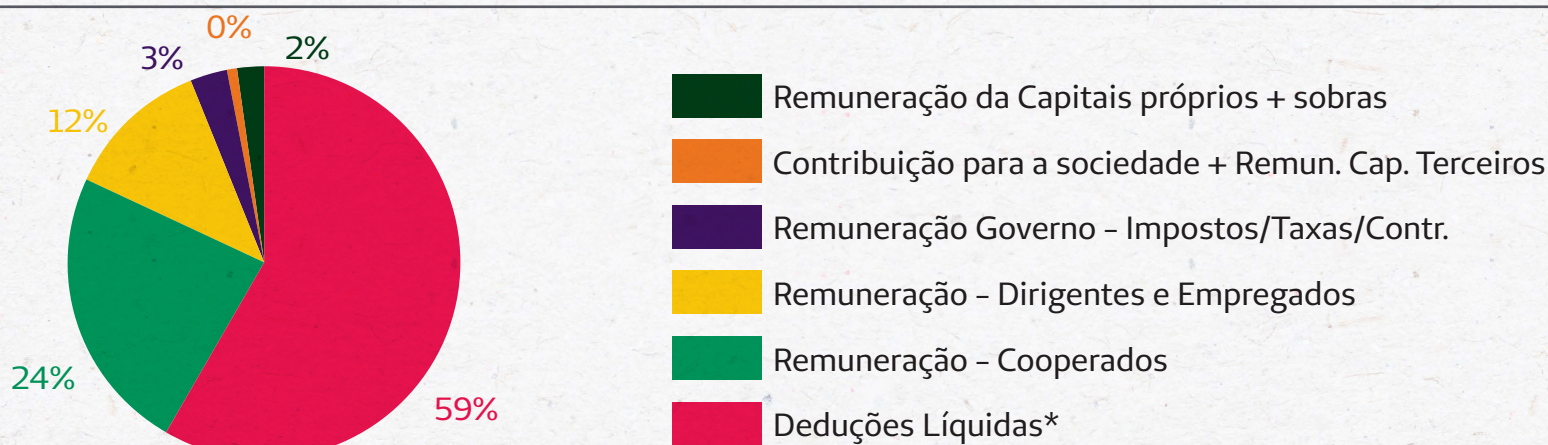 0%
2%
3%
12%
24%
59%
Remuneração da Capitais próprios + sobras
Contribuição para a sociedade + Remun. Cap. Terceiros
Remuneração Governo – Impostos/Taxas/Contr.
Remuneração – Dirigentes e Empregados
Remuneração – Cooperados
Deduções Líquidas*